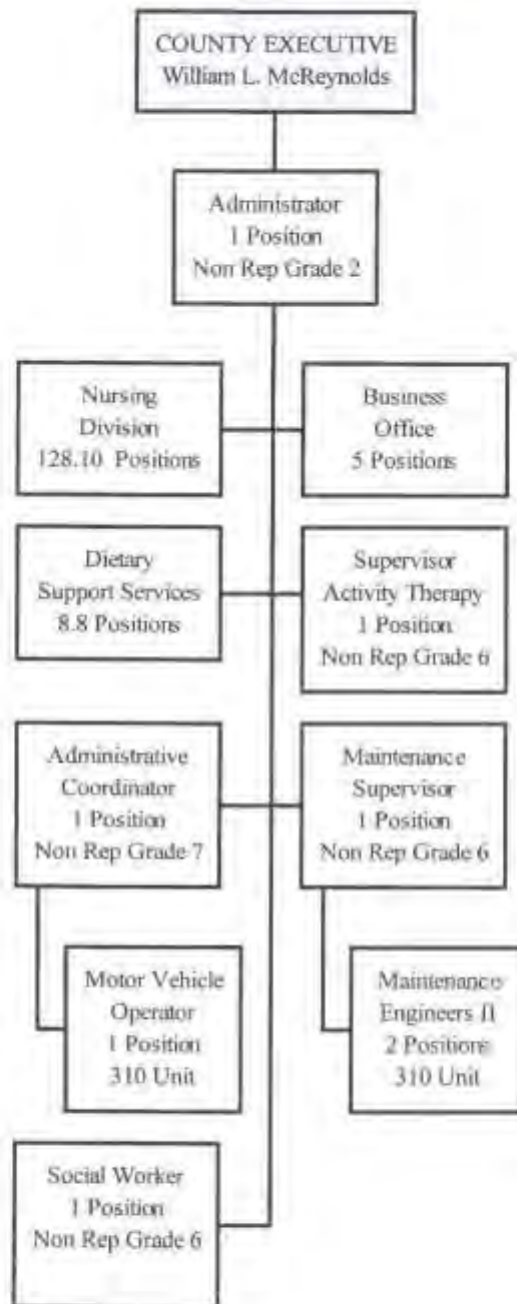 COUNTY EXECUTIVE
William L. McReynolds
Administrator
1 Position
Non Rep Grade 2
Nursing
Division
128.10 Positions
Business
Office
5 Positions
Dietary
Support Services
8.8 Positions
Supervisor
Activity Therapy
1 Position
Non Rep Grade 6
Administrative
Coordinator
1 Position
Non Rep Grade 7
Maintenance
Supervisor
1 Position
Non Rep Grade 6
Motor Vehicle
Operator
1 Position
310 Unit
Maintenance
Engineers II
2 Positions
310 Unit
Social Worker
1 Position
Non Rep Grade 6